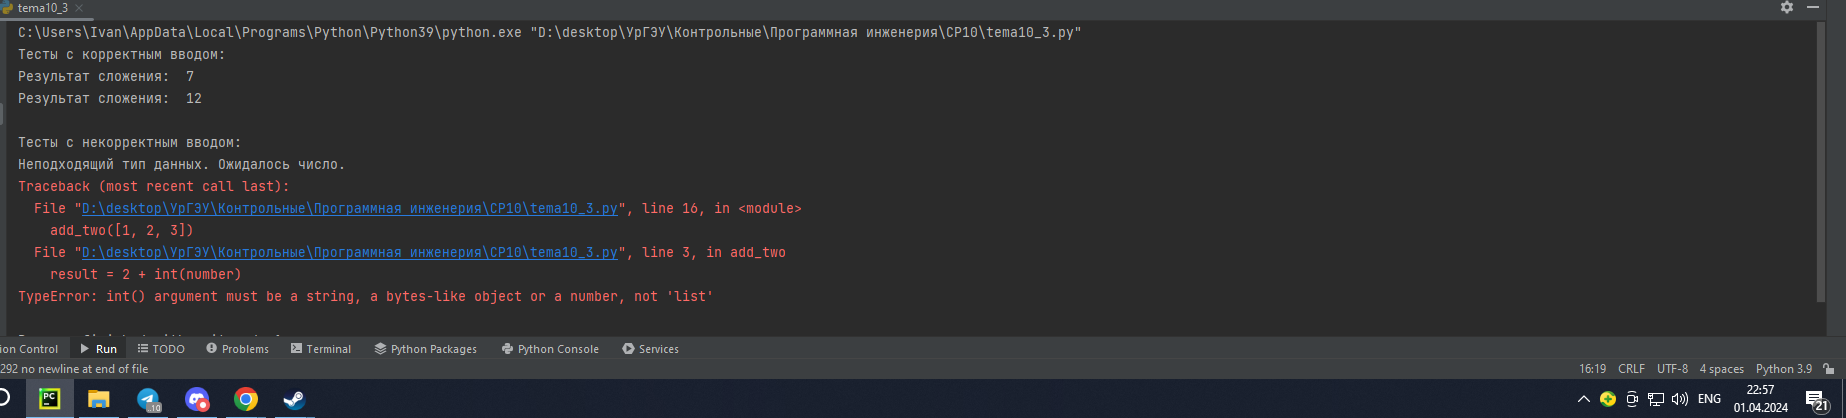 tema10_3
C:\Users\Ivan\AppData\Local\Programs\Python\Python39\python.exe "D:\desktop\УрГЭУ\Контрольные\Программная инженерия\СР10\tema10_3.py"
Тесты с корректным вводом:
Результат сложения:  7
Результат сложения:  12
Тесты с некорректным вводом:
Неподходящий тип данных. Ожидалось число.
Traceback (most recent call last):
  File "D:\desktop\УрГЭУ\Контрольные\Программная инженерия\СР10\tema10_3.py", line 16, in <module>
    add_two([1, 2, 3])
  File "D:\desktop\УрГЭУ\Контрольные\Программная инженерия\СР10\tema10_3.py", line 3, in add_two
    result = 2 + int(number)
TypeError: int() argument must be a string, a bytes-like object or a number, not 'list'
ion Control Run TODO Problems Terminal Python Packages Python Console Services
292 no newline at end of file 16:19 CRLF UTF-8 4 spaces Python 3.9
PC .10 ENG 22:57
01.04.2024 21